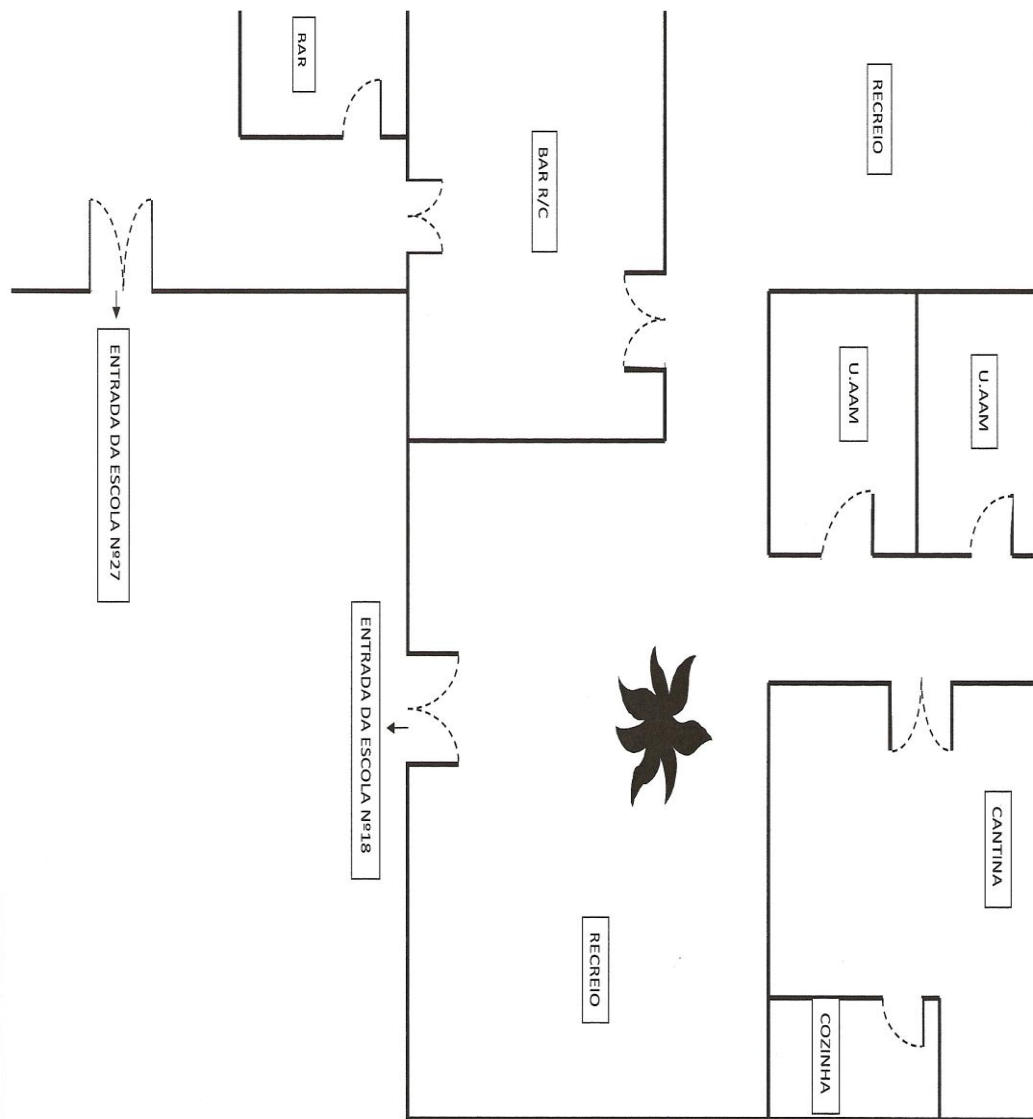 CANTINA
U.AAM
RECREIO
U.AAM
COZINHA
RECREIO
BAR R/C
ENTRADA DA ESCOLA Nº18
RAR
ENTRADA DA ESCOLA Nº27